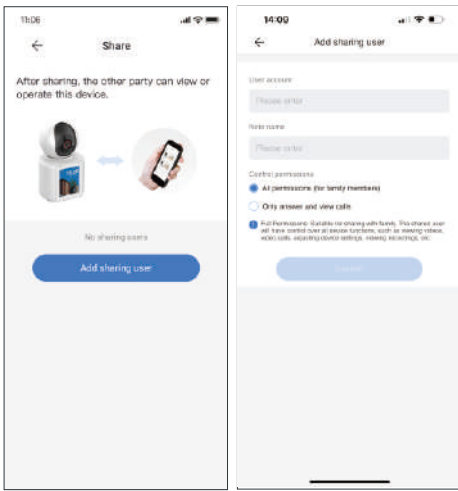 11:06
Share
After sharing, the other party can view or
operate this device.
No sharing users
Add sharing user
14:09
Add sharing user
User account
Please enter
Note name
Please enter
Control permissions
All permissions (for family members)
Only answer and view calls
Full Permissions: Suitable for sharing with family. The shared user
will have control over all device functions, such as viewing videos,
video calls, adjusting device settings, viewing recordings, etc.